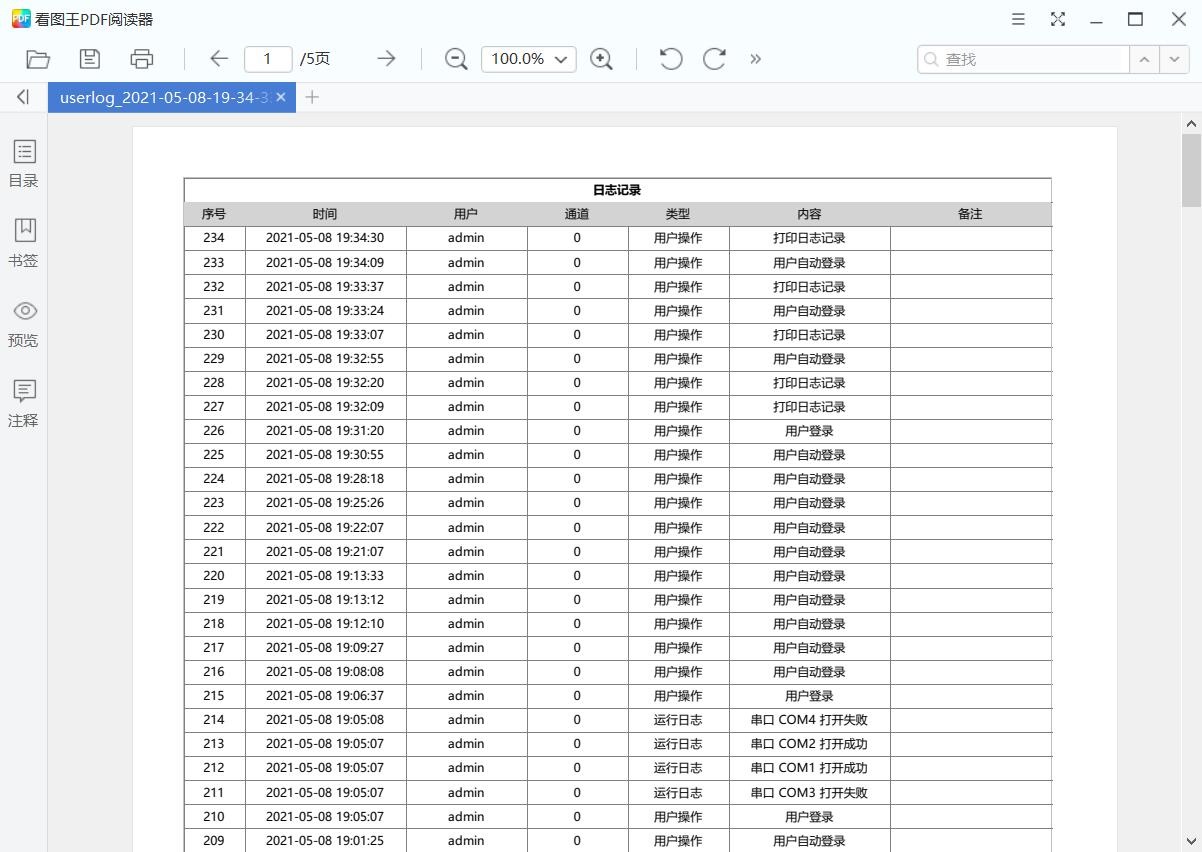 PDF 看图王PDF阅读器
1 /5页 100.0% » 查找
userlog_2021-05-08-19-34-3
目录
书签
预览
注释
日志记录
序号 时间 用户 通道 类型 内容 备注
234 2021-05-08 19:34:30 admin 0 用户操作 打印日志记录
233 2021-05-08 19:34:09 admin 0 用户操作 用户自动登录
232 2021-05-08 19:33:37 admin 0 用户操作 打印日志记录
231 2021-05-08 19:33:24 admin 0 用户操作 用户自动登录
230 2021-05-08 19:33:07 admin 0 用户操作 打印日志记录
229 2021-05-08 19:32:55 admin 0 用户操作 用户自动登录
228 2021-05-08 19:32:20 admin 0 用户操作 打印日志记录
227 2021-05-08 19:32:09 admin 0 用户操作 打印日志记录
226 2021-05-08 19:31:20 admin 0 用户操作 用户登录
225 2021-05-08 19:30:55 admin 0 用户操作 用户自动登录
224 2021-05-08 19:28:18 admin 0 用户操作 用户自动登录
223 2021-05-08 19:25:26 admin 0 用户操作 用户自动登录
222 2021-05-08 19:22:07 admin 0 用户操作 用户自动登录
221 2021-05-08 19:21:07 admin 0 用户操作 用户自动登录
220 2021-05-08 19:13:33 admin 0 用户操作 用户自动登录
219 2021-05-08 19:13:12 admin 0 用户操作 用户自动登录
218 2021-05-08 19:12:10 admin 0 用户操作 用户自动登录
217 2021-05-08 19:09:27 admin 0 用户操作 用户自动登录
216 2021-05-08 19:08:08 admin 0 用户操作 用户自动登录
215 2021-05-08 19:06:37 admin 0 用户操作 用户登录
214 2021-05-08 19:05:08 admin 0 运行日志 串口 COM4 打开失败
213 2021-05-08 19:05:07 admin 0 运行日志 串口 COM2 打开成功
212 2021-05-08 19:05:07 admin 0 运行日志 串口 COM1 打开成功
211 2021-05-08 19:05:07 admin 0 运行日志 串口 COM3 打开失败
210 2021-05-08 19:05:07 admin 0 用户操作 用户登录
209 2021-05-08 19:01:25 admin 0 用户操作 用户自动登录